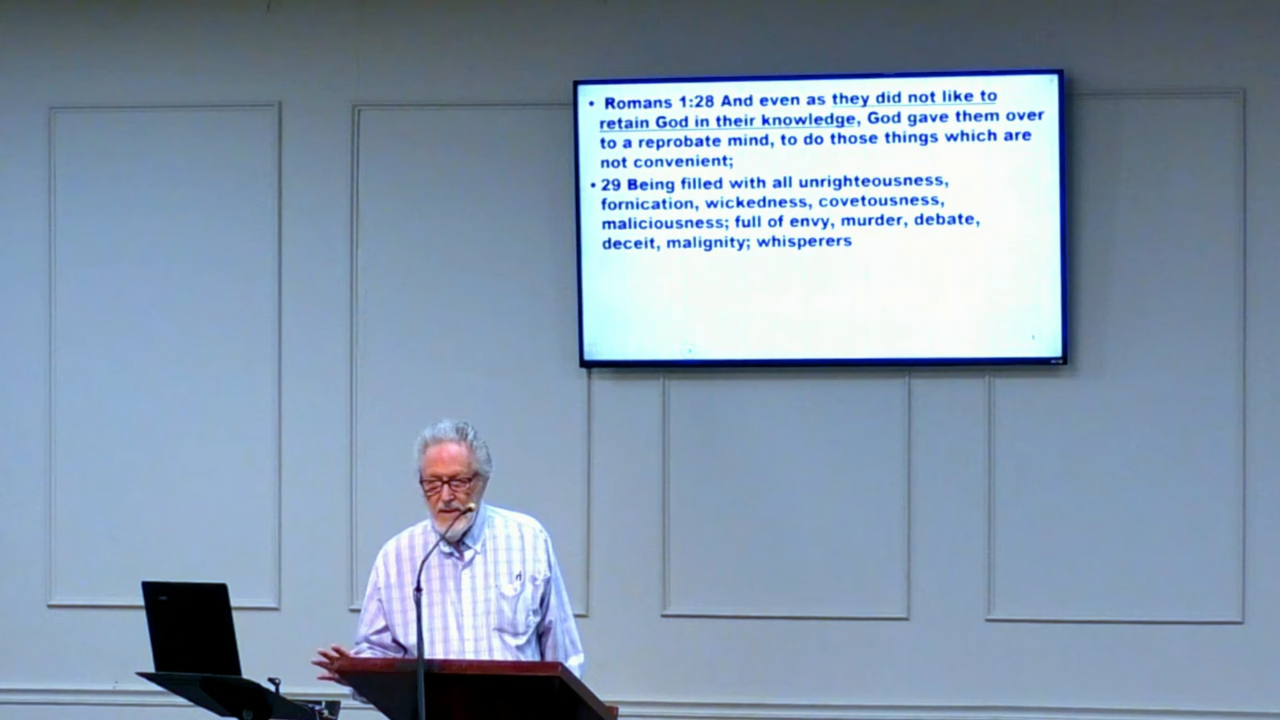 • Romans 1:28 And even as they did not like to
retain God in their knowledge, God gave them over
to a reprobate mind, to do those things which are
not convenient;
• 29 Being filled with all unrighteousness,
fornication, wickedness, covetousness,
maliciousness; full of envy, murder, debate,
deceit, malignity; whisperers